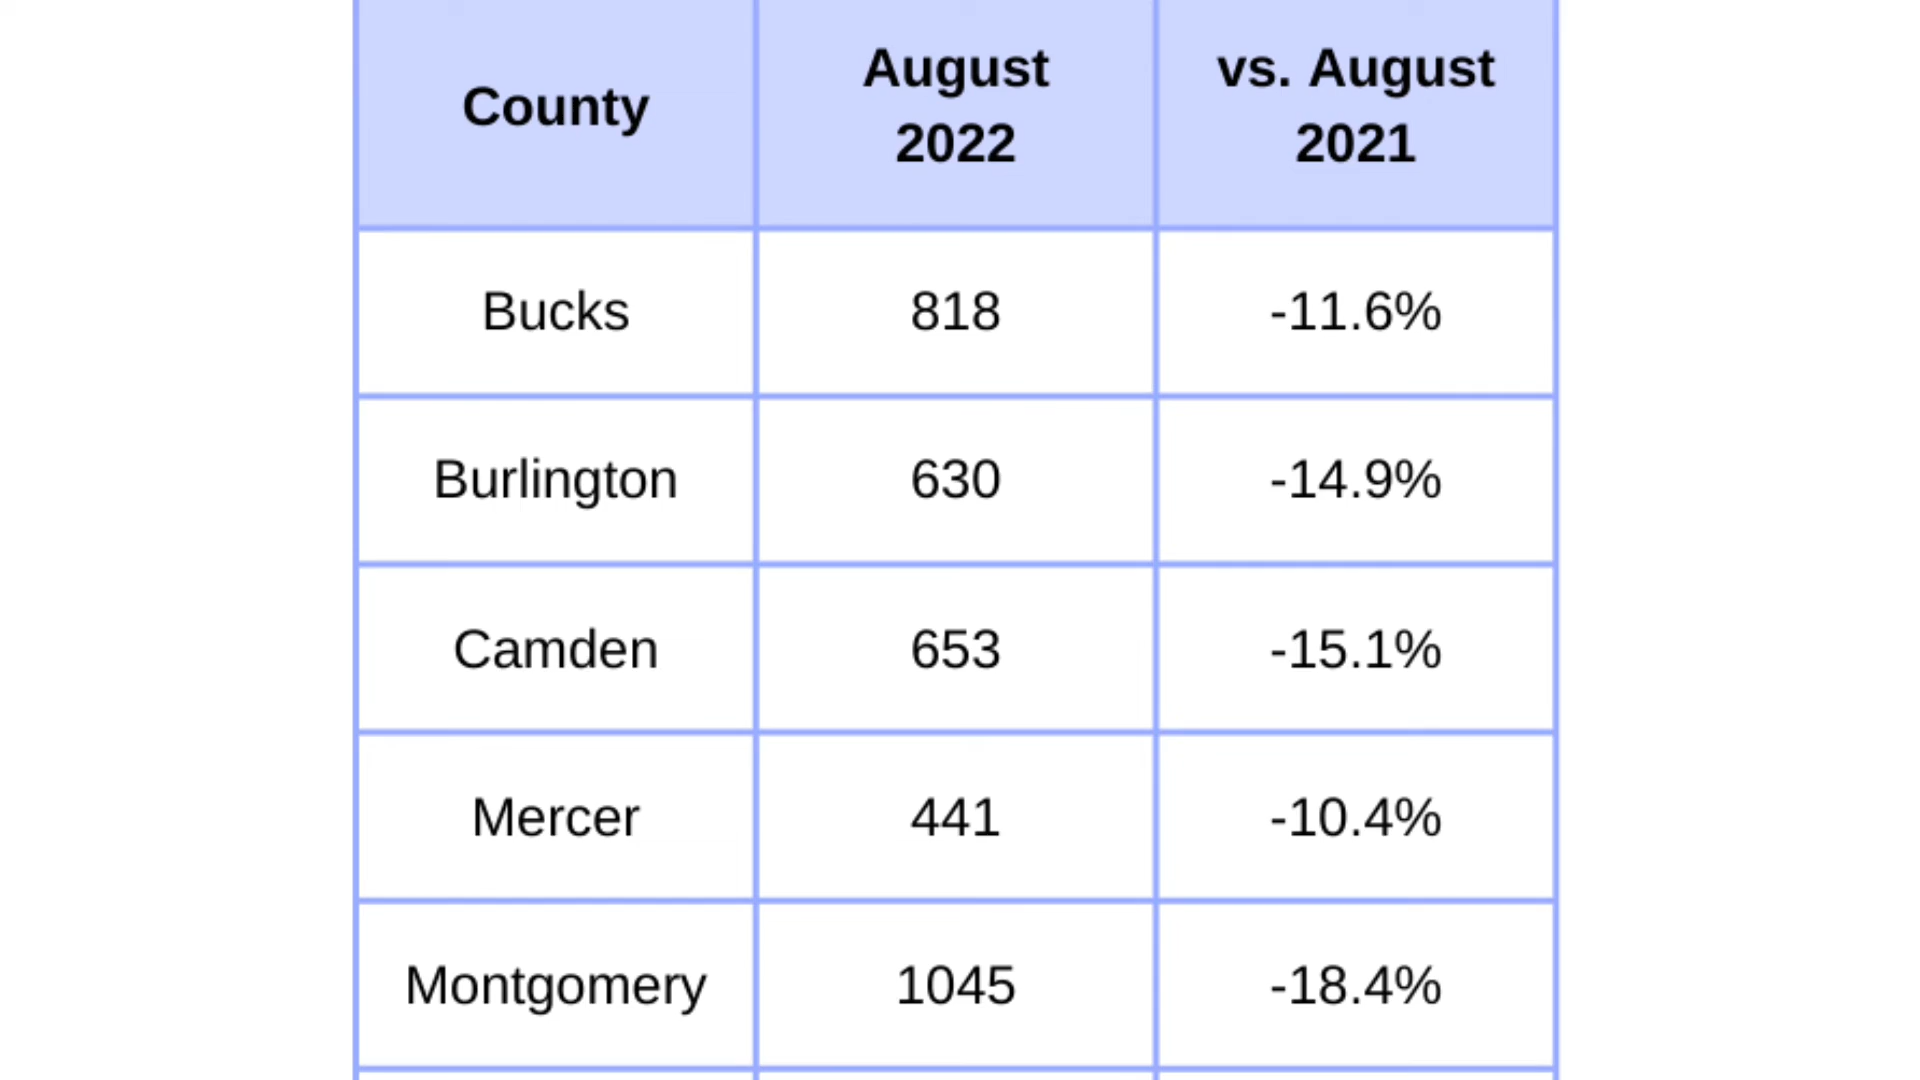 County August 2022 vs. August 2021
Bucks 818 -11.6%
Burlington 630 -14.9%
Camden 653 -15.1%
Mercer 441 -10.4%
Montgomery 1045 -18.4%